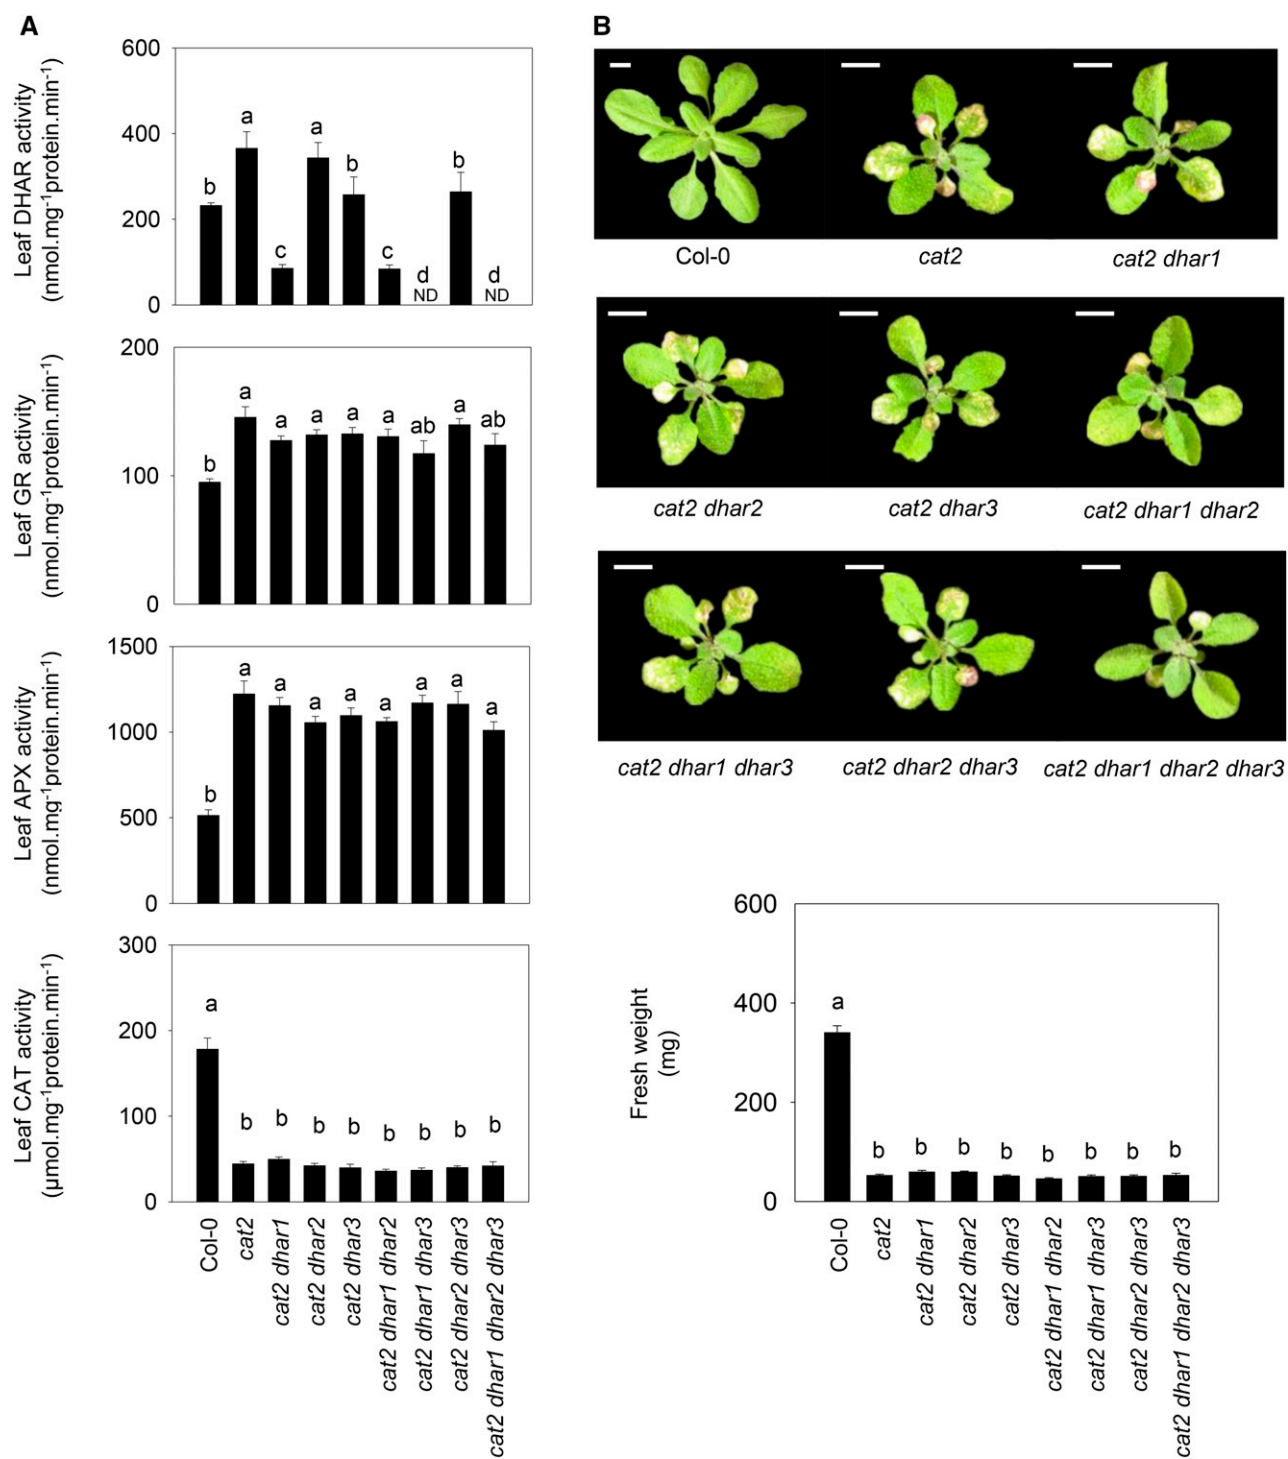 A
Leaf DHAR activity
(nmol.mg-1protein.min-1)
600
400
200
0
b
a
c
a
b
c
d
ND
b
d
ND
Leaf GR activity
(nmol.mg-1protein.min-1)
200
100
0
b
a
a
a
a
a
ab
a
ab
Leaf APX activity
(nmol.mg-1protein.min-1)
1500
1000
500
0
b
a
a
a
a
a
a
a
a
Leaf CAT activity
(µmol.mg-1protein.min-1)
300
200
100
0
a
b
b
b
b
b
b
b
b
Col-0
cat2
cat2 dhar1
cat2 dhar2
cat2 dhar3
cat2 dhar1 dhar2
cat2 dhar1 dhar3
cat2 dhar2 dhar3
cat2 dhar1 dhar2 dhar3
B
Col-0
cat2
cat2 dhar1
cat2 dhar2
cat2 dhar3
cat2 dhar1 dhar2
cat2 dhar1 dhar3
cat2 dhar2 dhar3
cat2 dhar1 dhar2 dhar3
Fresh weight
(mg)
600
400
200
0
a
b
b
b
b
b
b
b
b
Col-0
cat2
cat2 dhar1
cat2 dhar2
cat2 dhar3
cat2 dhar1 dhar2
cat2 dhar1 dhar3
cat2 dhar2 dhar3
cat2 dhar1 dhar2 dhar3